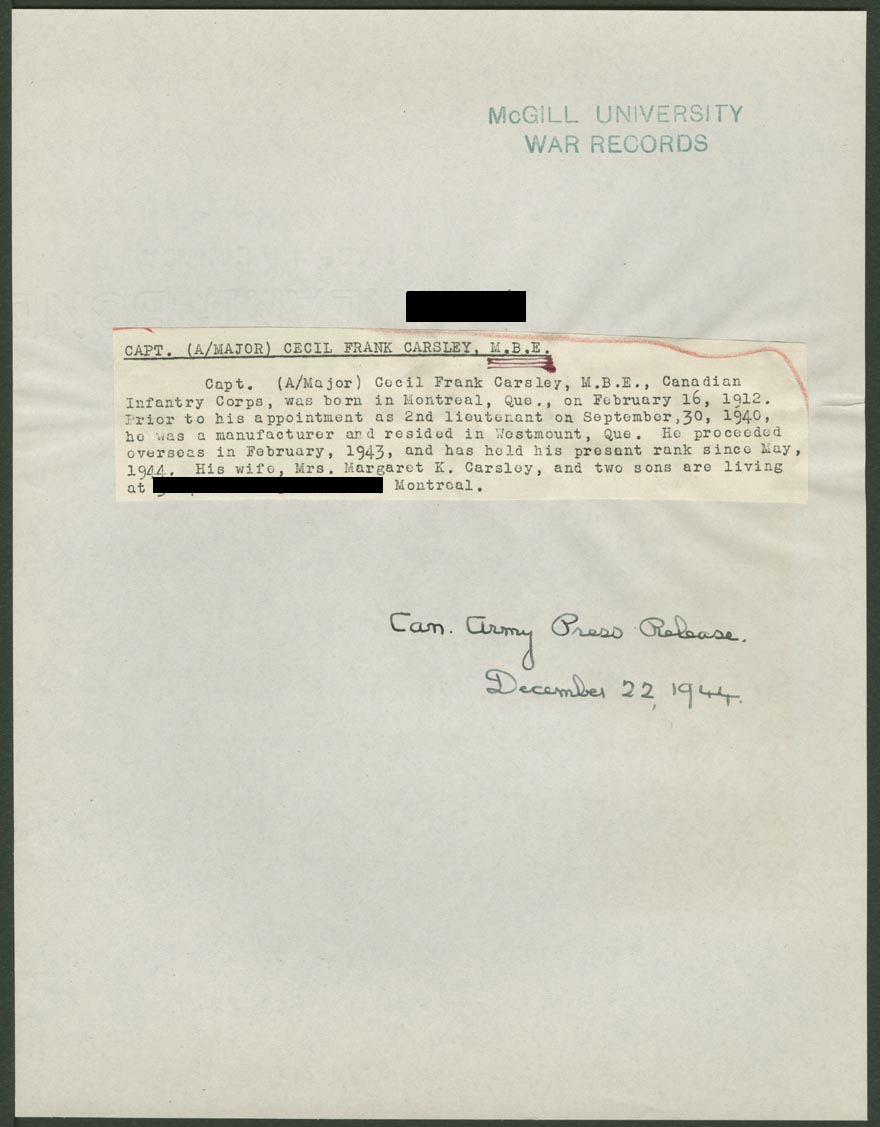 McGILL UNIVERSITY
WAR RECORDS
CAPT. (A/MAJOR) CECIL FRANK CARSLEY, M.B.E.
Capt. (A/Major) Cecil Frank Carsley, M.B.E., Canadian
Infantry Corps, was born in Montreal, Que., on February 16, 1912.
Prior to his appointment as 2nd lieutenant on September,30, 1940,
he was a manufacturer and resided in Westmount, Que. He proceeded
overseas in February, 1943, and has held his present rank since May,
1944. His wife, Mrs. Margaret K. Carsley, and two sons are living
at Montreal.
Can. Army Press Release.
December 22, 1944.